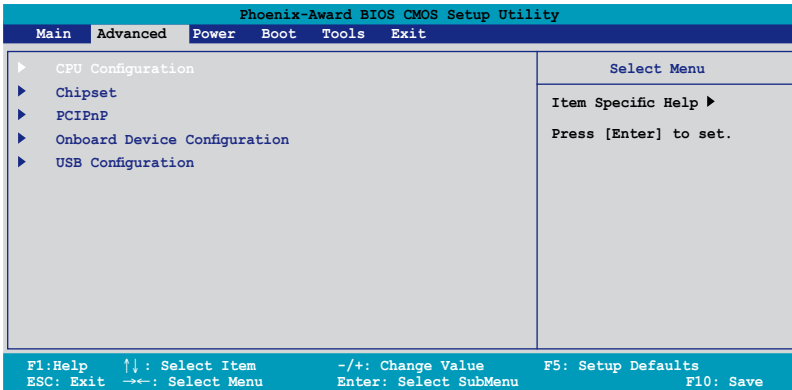 Phoenix-Award BIOS CMOS Setup Utility
Main Advanced Power Boot Tools Exit
CPU Configuration
Chipset
PCIPnP
Onboard Device Configuration
USB Configuration
Select Menu
Item Specific Help ▶
Press [Enter] to set.
F1:Help ↑↓: Select Item -/+: Change Value F5: Setup Defaults
ESC: Exit →←: Select Menu Enter: Select SubMenu F10: Save